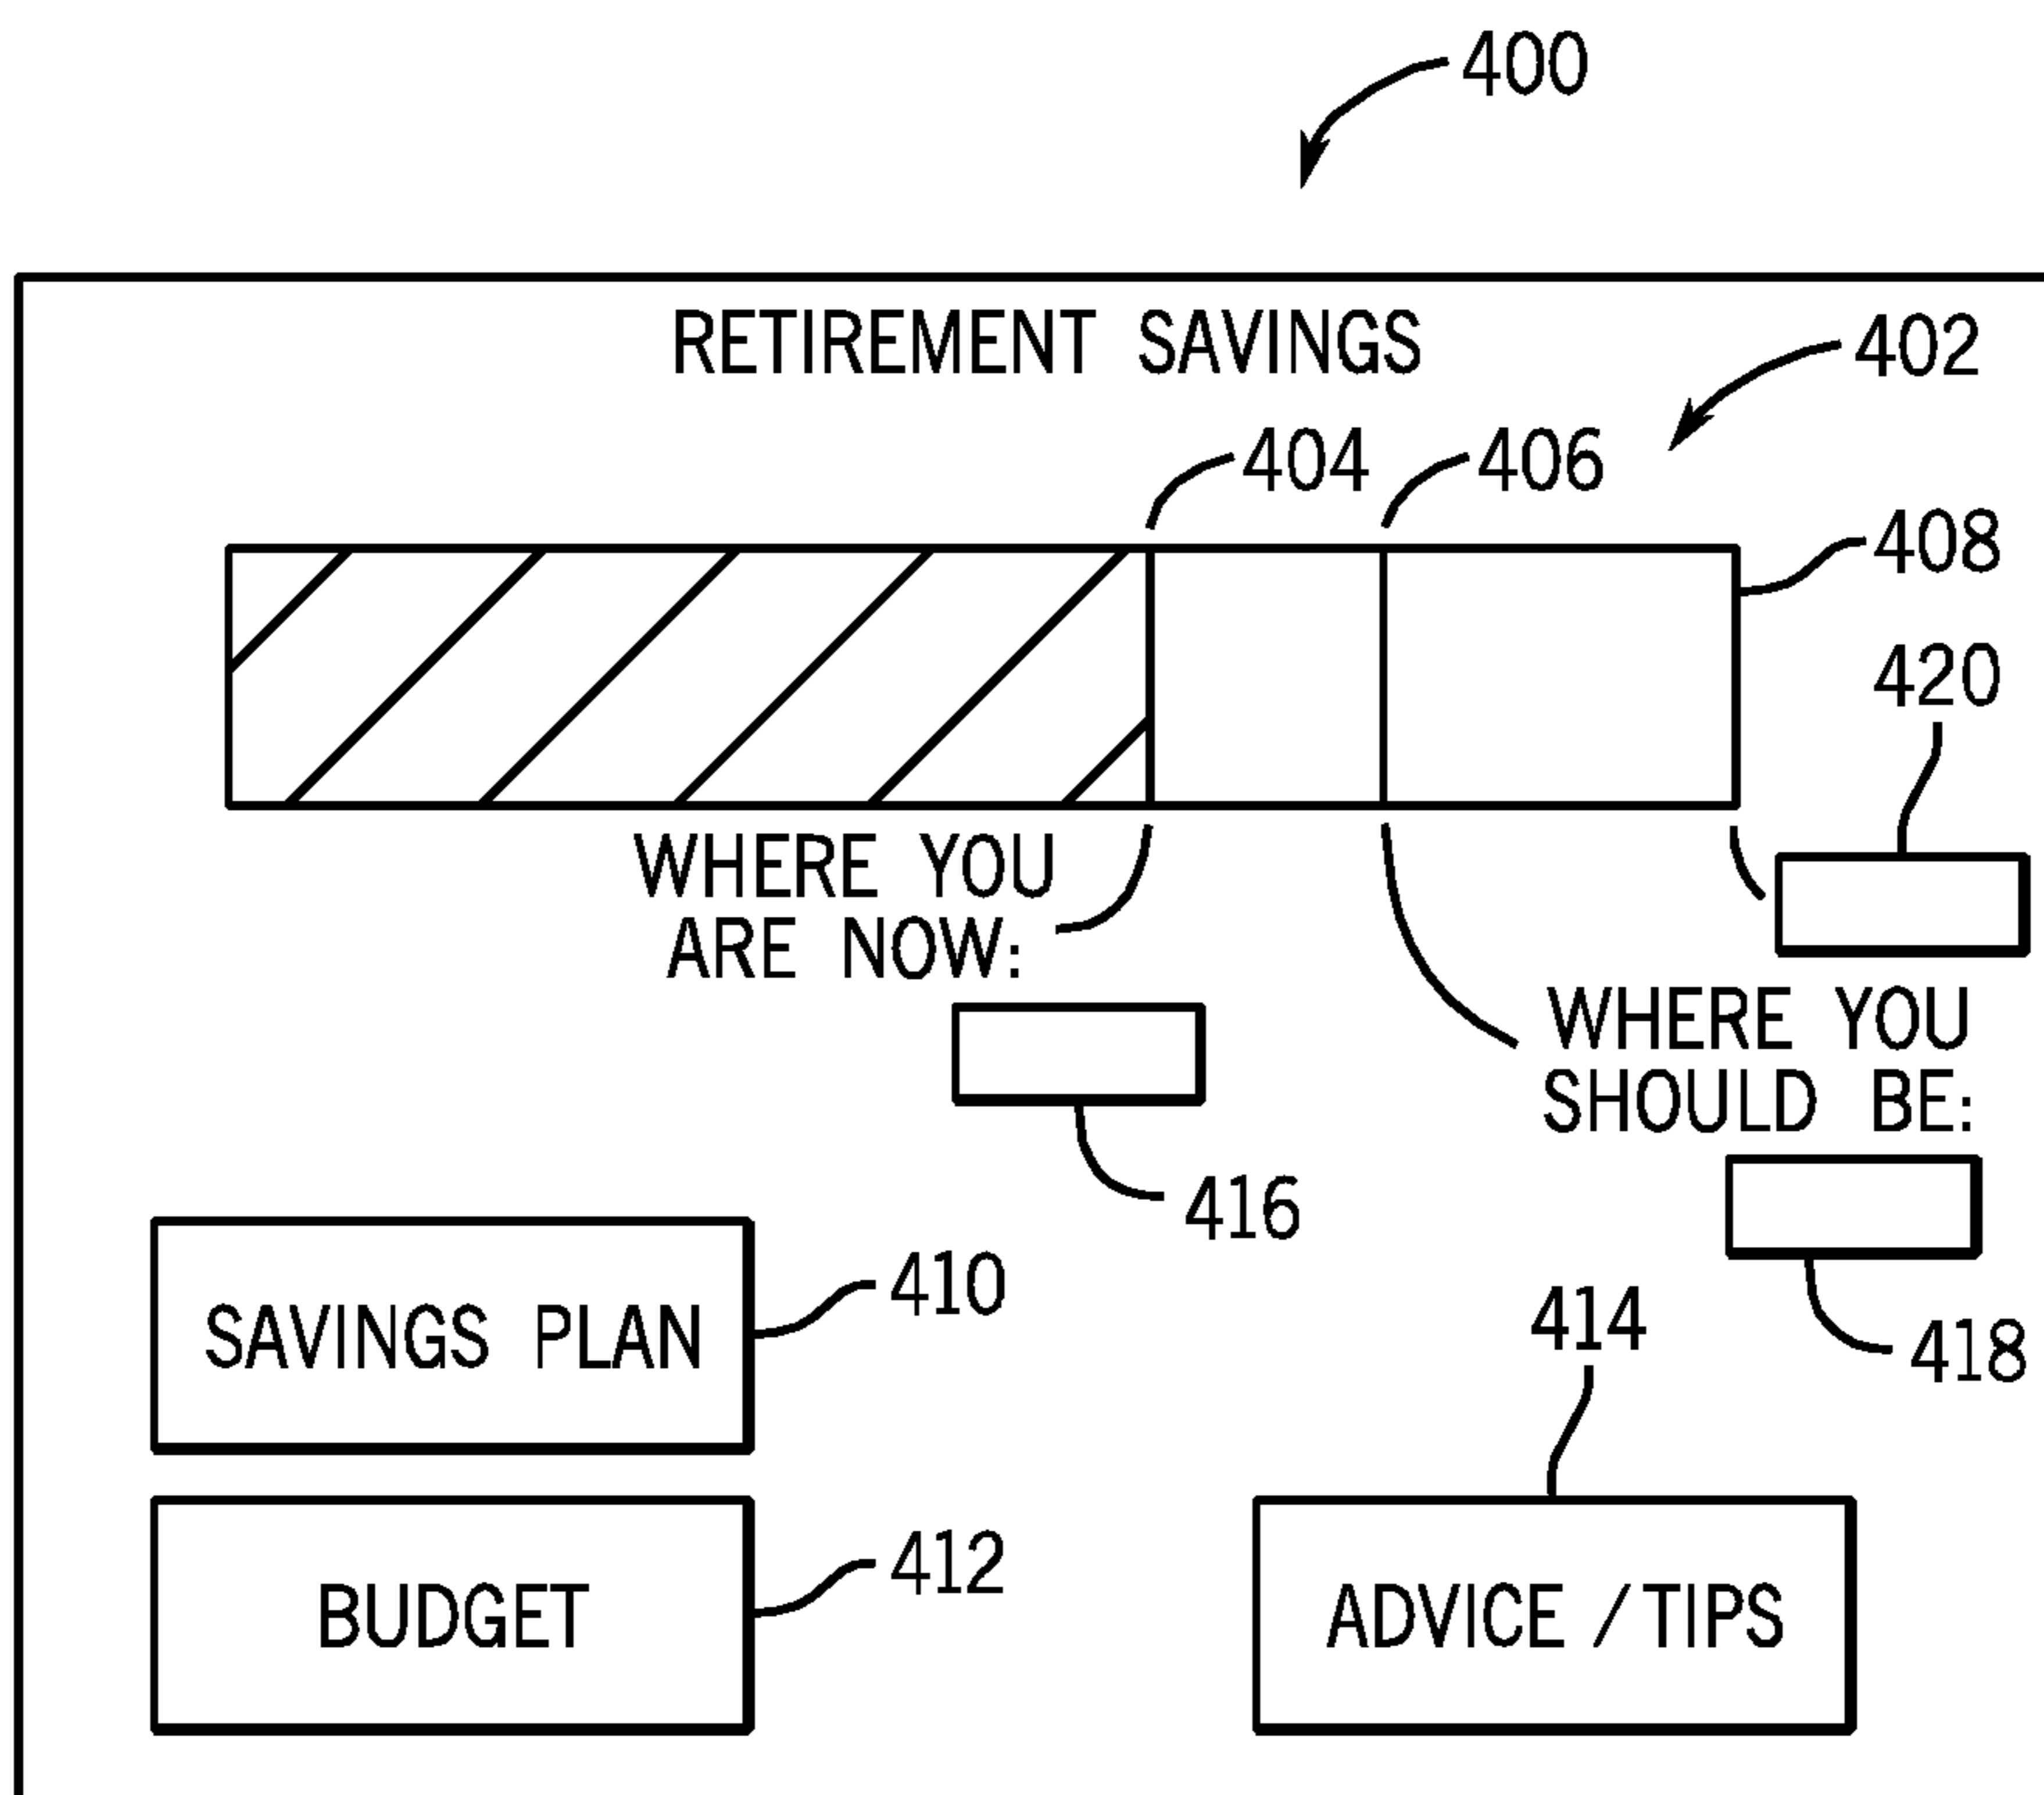 400
RETIREMENT SAVINGS
402
404
406
408
420
WHERE YOU
ARE NOW:
WHERE YOU
SHOULD BE:
416
410
SAVINGS PLAN
414
418
412
BUDGET
ADVICE / TIPS